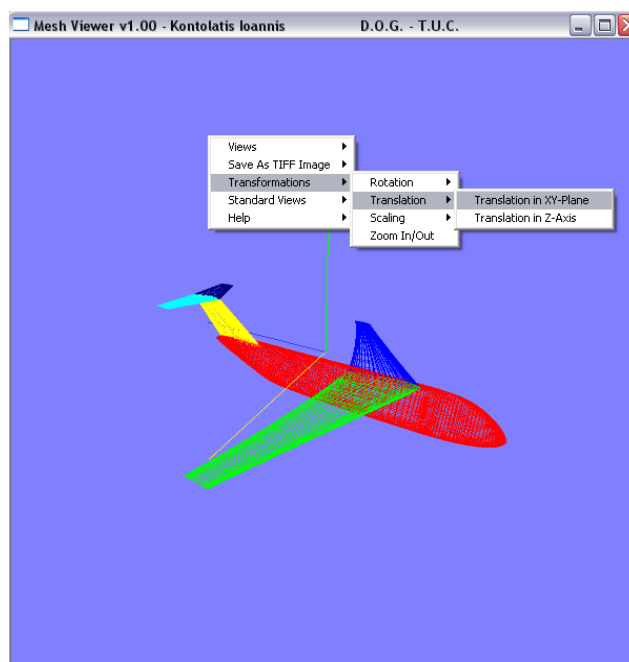 Mesh Viewer v1.00 - Kontolatis Ioannis D.O.G. - T.U.C.
Views
Save As TIFF Image
Transformations
Standard Views
Help
Rotation
Translation
Scaling
Zoom In/Out
Translation in XY-Plane
Translation in Z-Axis